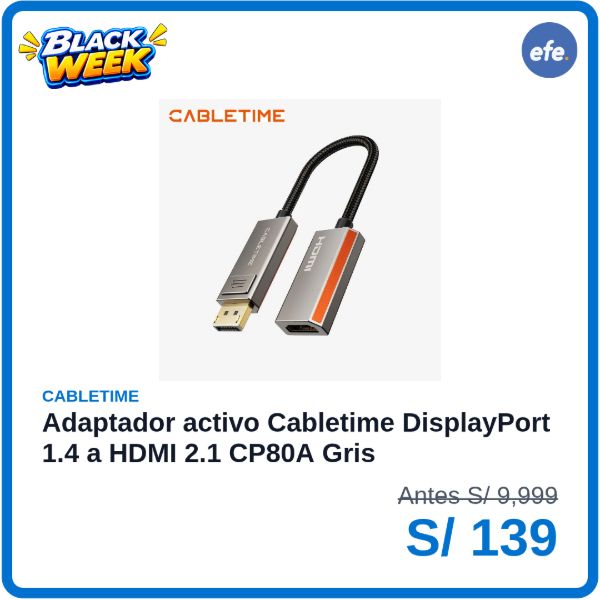 BLACK
WEEK
efe.
CABLETIME
CABLETIME
HDMI
CABLETIME
Adaptador activo Cabletime DisplayPort
1.4 a HDMI 2.1 CP80A Gris
Antes S/ 9,999
S/ 139